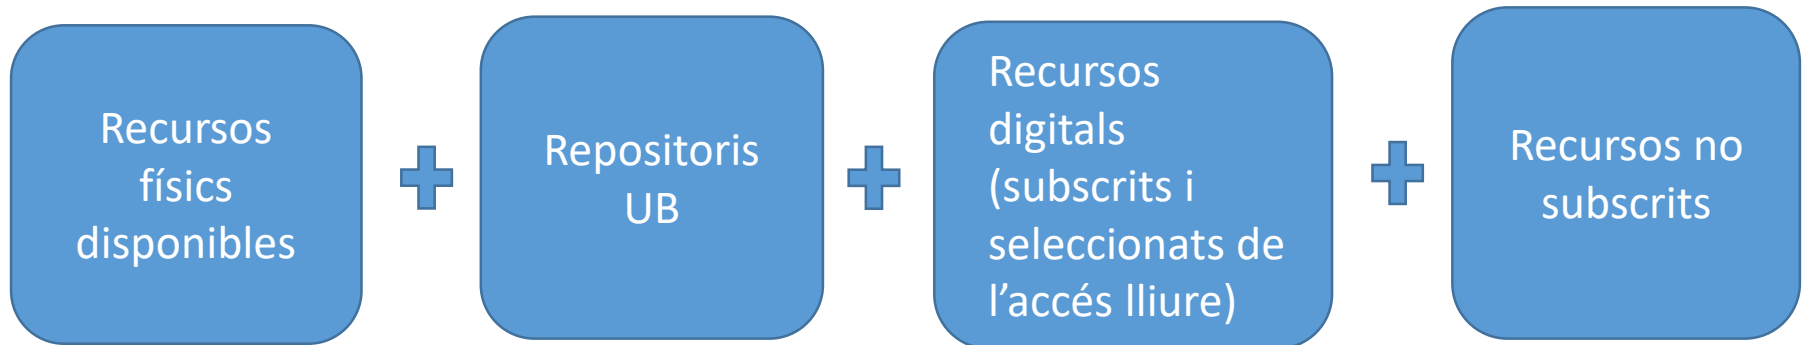 Recursos
físics
disponibles
Repositoris
UB
Recursos
digitals
(subscrits i
seleccionats de
l’accés lliure)
Recursos no
subscrits